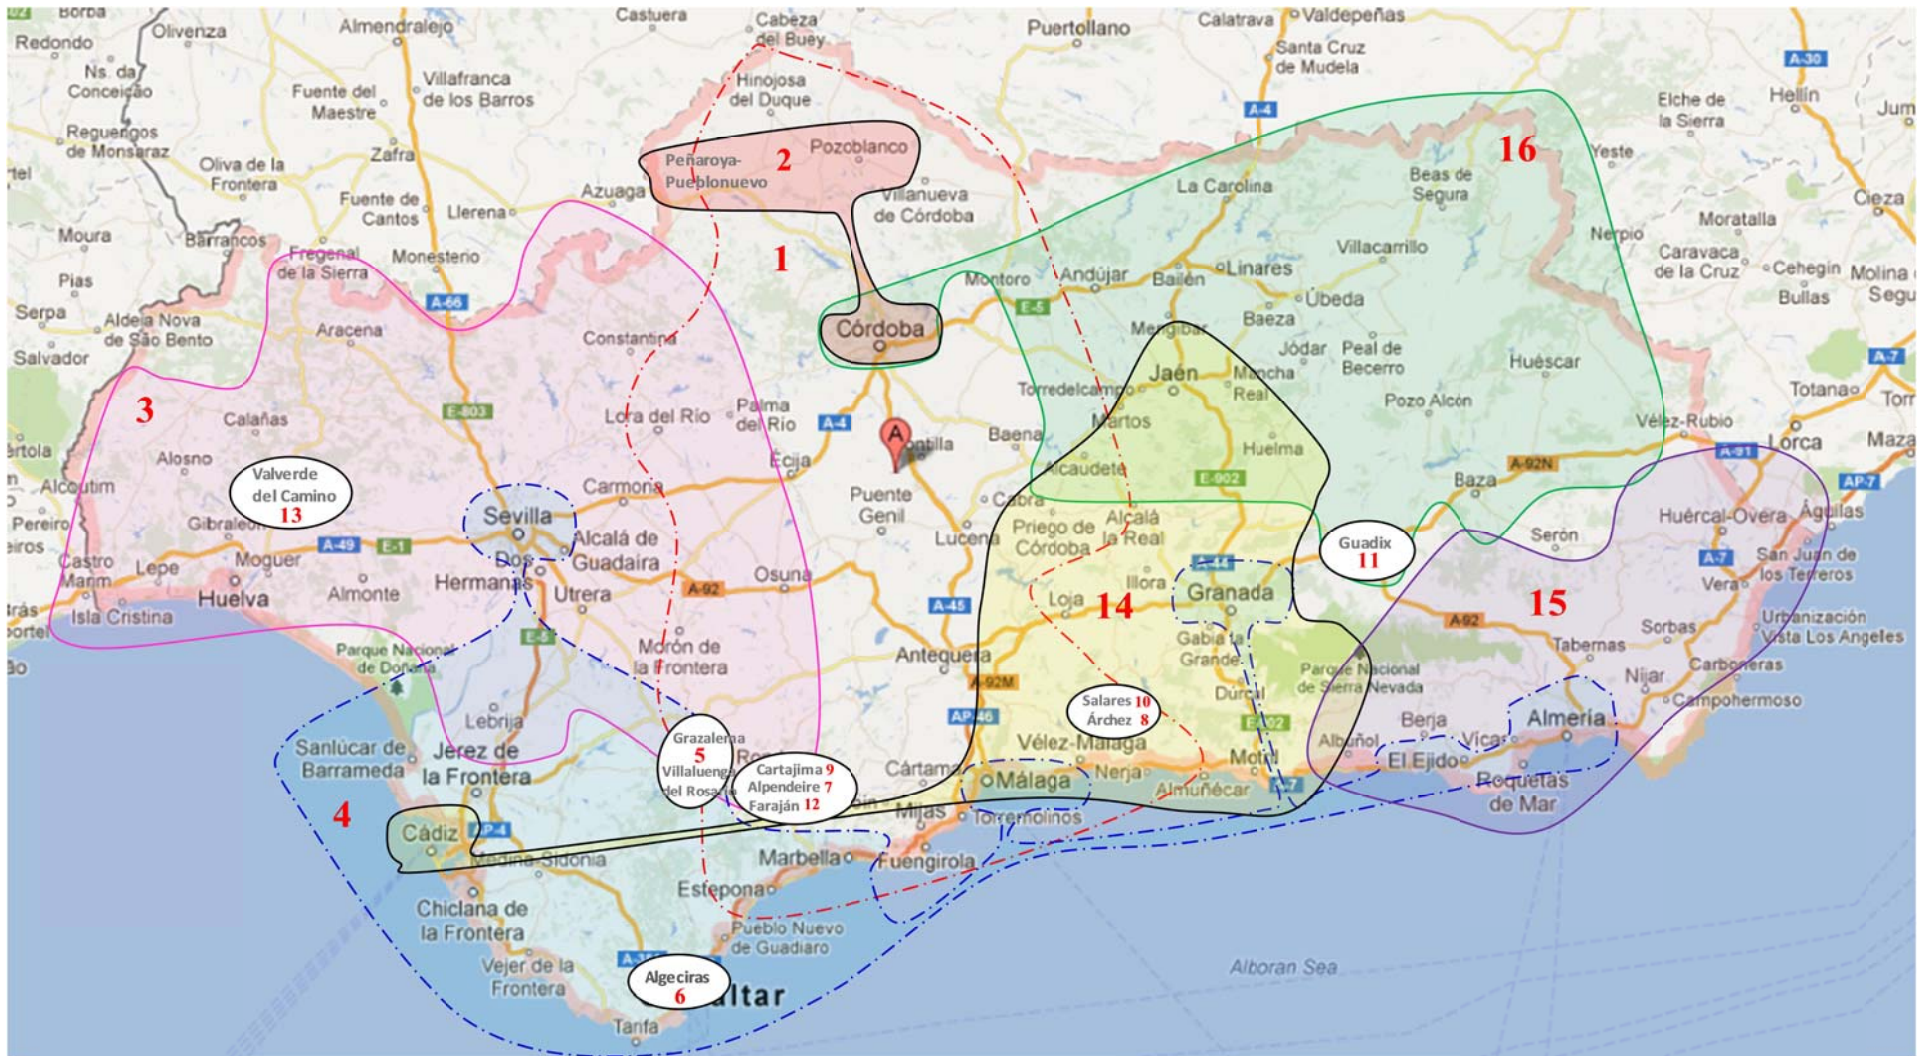 Borba
Redondo
Olivenza
Almendralejo
Castuera
Cabeza
del Buey
Puertollano
Calatrava
Valdepeñas
Santa Cruz
de Mudela
A-30
Hellín
Jum
Ns. da
Conceição
Villafranca
de los Barros
Fuente del
Maestre
Hinojosa
del Duque
A-4
Elche de
la Sierra
Reguengos
de Monsaraz
Zafra
Oliva de la
Frontera
Peñaroya-
Pueblonuevo
2
Pozoblanco
16
Yeste
Azuaga
Villanueva
de Córdoba
La Carolina
Beas de
Segura
Cieza
Fuente de
Cantos
Llerena
Moratalla
Moura
Barrancos
Fregenal
de la Sierra
Monesterio
1
Villacarrillo
Nerpio
Caravaca
de la Cruz
Cehegin
Molina
Segu
Bullas
Pias
Serpa
Salvador
Aldeia Nova
de São Bento
A-66
Montoro
Andújar
Bailén
Linares
E-5
Úbeda
Baeza
Aracena
Constantina
Córdoba
Mengibar
Jódar
Peal de
Becerro
Huéscar
A-7
Totana
Torr
3
Calañas
E-803
Lora del Río
Palma
del Río
A-4
Torredelcampo
Jaén
Mancha
Real
Pozo Alcón
Martos
Vélez-Rubio
Lorca
Maza
értola
Alosno
Écija
A
ontilla
Baena
Huelma
A-91
Alcoutim
Valverde
del Camino
13
Carmona
Alcaudete
E-902
A-92N
Baza
AP-7
Pereiro
Gibraleón
Sevilla
Puente
Genil
Cabra
Priego de
Córdoba
Alcalá
la Real
Huércal-Overa
Águilas
Castro
Marim
Lepe
Moguer
A-49
E-1
Dos
Hermanas
Alcalá de
Guadaira
Lucena
Guadix
11
Serón
A-7
San Juan de
los Terreros
Vera
Isla Cristina
Huelva
Almonte
Utrera
A-92
Osuna
A-45
Illora
Loja
14
A-44
Granada
15
A-92
Urbanización
Vista Los Angeles
Parque Nacional
de Doñana
E-5
Morón de
la Frontera
Antequera
Gabia la
Grande
Parque Nacional
de Sierra Nevada
Tabernas
Sorbas
Carboneras
Níjar
Campohermoso
A-92M
Lebrija
AP-46
Salares 10
Árchez 8
Dúrcal
E-902
Berja
Vícar
Almería
Sanlúcar de
Barrameda
Jerez de
la Frontera
Grazalema
5
Villaluenga
del Rosario
Cartajima 9
Alpendeire 7
Faraján 12
Cártama
Vélez-Málaga
Málaga
Nerja
Motril
Albuñol
El Ejido
Roquetas
de Mar
A-7
Almuñécar
4
Cádiz
AP-4
Mijas
Torremolinos
Medina-Sidonia
Marbella
Fuengirola
Estepona
Chiclana de
la Frontera
Pueblo Nuevo
de Guadiaro
Vejer de la
Frontera
Algeciras
6
altar
Alboran Sea
Tarifa